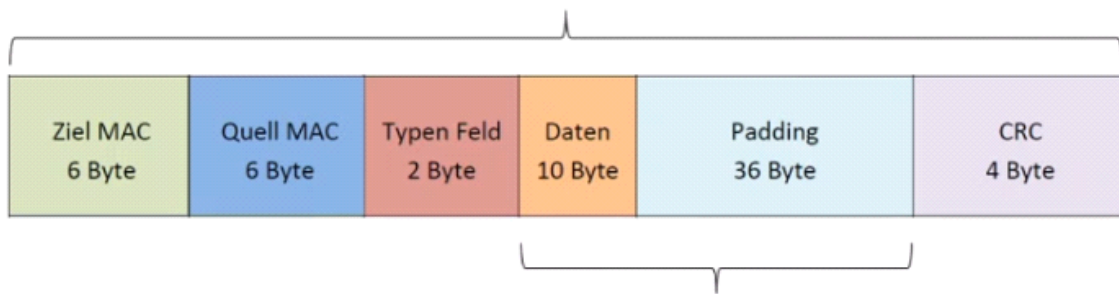 Ziel MAC
6 Byte
Quell MAC
6 Byte
Typen Feld
2 Byte
Daten
10 Byte
Padding
36 Byte
CRC
4 Byte